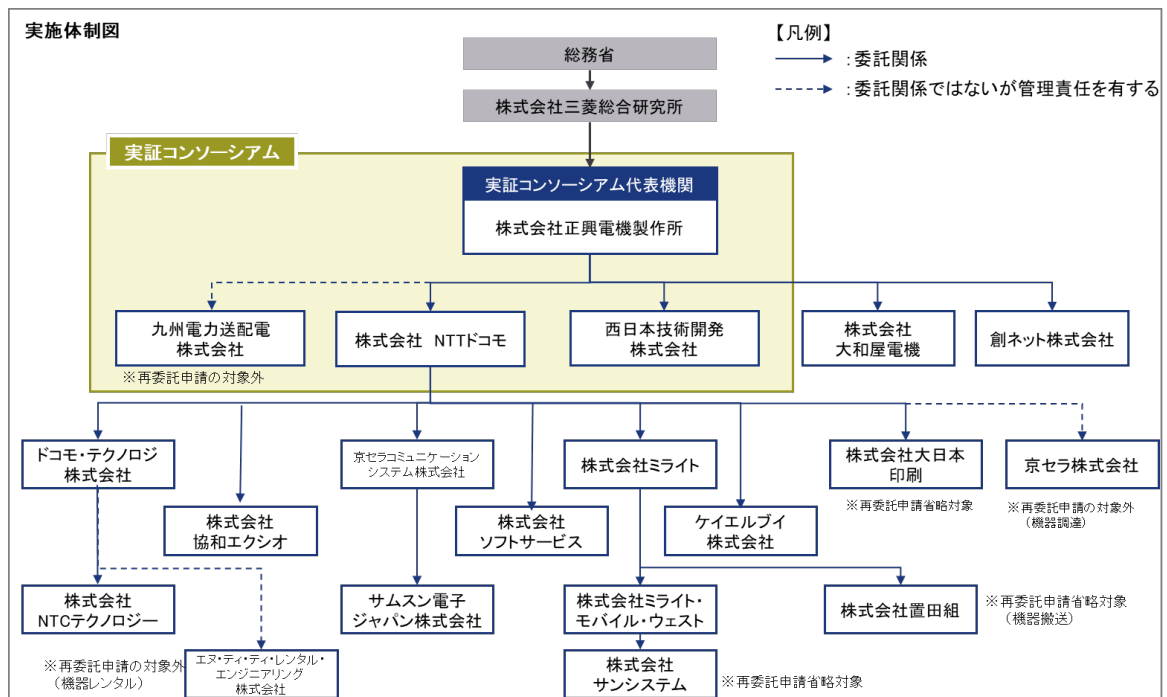 実施体制図
【凡例】
：委託関係
：委託関係ではないが管理責任を有する
総務省
株式会社三菱総合研究所
実証コンソーシアム
実証コンソーシアム代表機関
株式会社正興電機製作所
九州電力送配電
株式会社
※再委託申請の対象外
株式会社 NTTドコモ
西日本技術開発
株式会社
株式会社
大和屋電機
創ネット株式会社
ドコモ・テクノロジ
株式会社
京セラコミュニケーション
システム株式会社
株式会社ミライト
株式会社大日本
印刷
※再委託申請省略対象
京セラ株式会社
※再委託申請の対象外
（機器調達）
株式会社
協和エクシオ
株式会社
ソフトサービス
ケイエルブイ
株式会社
株式会社
NTCテクノロジー
サムスン電子
ジャパン株式会社
株式会社ミライト・
モバイル・ウェスト
株式会社置田組
※再委託申請省略対象
（機器搬送）
※再委託申請の対象外
（機器レンタル）
エヌ・ティ・ティ・レンタル・
エンジニアリング
株式会社
株式会社
サンシステム
※再委託申請省略対象